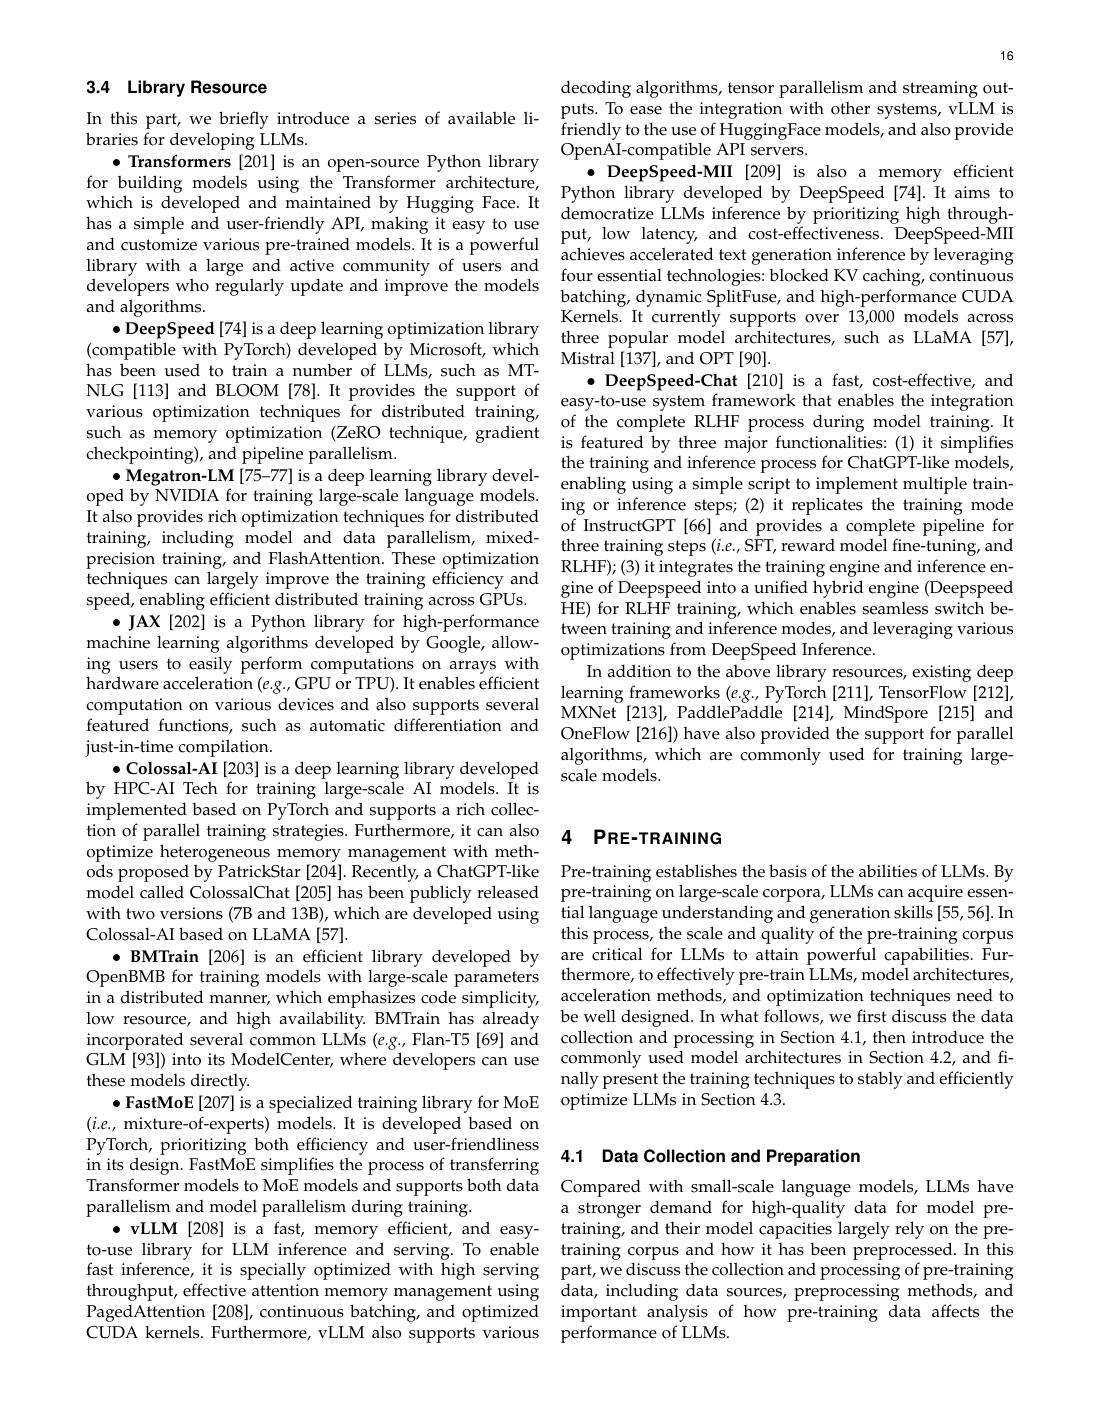 16
3.4 Library Resource
In this part, we briefly introduce a series of available li-
braries for developing LLMs.
• Transformers [201] is an open-source Python library
for building models using the Transformer architecture,
which is developed and maintained by Hugging Face. It
has a simple and user-friendly API, making it easy to use
and customize various pre-trained models. It is a powerful
library with a large and active community of users and
developers who regularly update and improve the models
and algorithms.
• DeepSpeed [74] is a deep learning optimization library
(compatible with PyTorch) developed by Microsoft, which
has been used to train a number of LLMs, such as MT-
NLG [113] and BLOOM [78]. It provides the support of
various optimization techniques for distributed training,
such as memory optimization (ZeRO technique, gradient
checkpointing), and pipeline parallelism.
• Megatron-LM [75–77] is a deep learning library devel-
oped by NVIDIA for training large-scale language models.
It also provides rich optimization techniques for distributed
training, including model and data parallelism, mixed-
precision training, and FlashAttention. These optimization
techniques can largely improve the training efficiency and
speed, enabling efficient distributed training across GPUs.
• JAX [202] is a Python library for high-performance
machine learning algorithms developed by Google, allow-
ing users to easily perform computations on arrays with
hardware acceleration (e.g., GPU or TPU). It enables efficient
computation on various devices and also supports several
featured functions, such as automatic differentiation and
just-in-time compilation.
• Colossal-AI [203] is a deep learning library developed
by HPC-AI Tech for training large-scale AI models. It is
implemented based on PyTorch and supports a rich collec-
tion of parallel training strategies. Furthermore, it can also
optimize heterogeneous memory management with meth-
ods proposed by PatrickStar [204]. Recently, a ChatGPT-like
model called ColossalChat [205] has been publicly released
with two versions (7B and 13B), which are developed using
Colossal-AI based on LLaMA [57].
• BMTrain [206] is an efficient library developed by
OpenBMB for training models with large-scale parameters
in a distributed manner, which emphasizes code simplicity,
low resource, and high availability. BMTrain has already
incorporated several common LLMs (e.g., Flan-T5 [69] and
GLM [93]) into its ModelCenter, where developers can use
these models directly.
• FastMoE [207] is a specialized training library for MoE
(i.e., mixture-of-experts) models. It is developed based on
PyTorch, prioritizing both efficiency and user-friendliness
in its design. FastMoE simplifies the process of transferring
Transformer models to MoE models and supports both data
parallelism and model parallelism during training.
• vLLM [208] is a fast, memory efficient, and easy-
to-use library for LLM inference and serving. To enable
fast inference, it is specially optimized with high serving
throughput, effective attention memory management using
PagedAttention [208], continuous batching, and optimized
CUDA kernels. Furthermore, vLLM also supports various
decoding algorithms, tensor parallelism and streaming out-
puts. To ease the integration with other systems, vLLM is
friendly to the use of HuggingFace models, and also provide
OpenAI-compatible API servers.
• DeepSpeed-MII [209] is also a memory efficient
Python library developed by DeepSpeed [74]. It aims to
democratize LLMs inference by prioritizing high through-
put, low latency, and cost-effectiveness. DeepSpeed-MII
achieves accelerated text generation inference by leveraging
four essential technologies: blocked KV caching, continuous
batching, dynamic SplitFuse, and high-performance CUDA
Kernels. It currently supports over 13,000 models across
three popular model architectures, such as LLaMA [57],
Mistral [137], and OPT [90].
• DeepSpeed-Chat [210] is a fast, cost-effective, and
easy-to-use system framework that enables the integration
of the complete RLHF process during model training. It
is featured by three major functionalities: (1) it simplifies
the training and inference process for ChatGPT-like models,
enabling using a simple script to implement multiple train-
ing or inference steps; (2) it replicates the training mode
of InstructGPT [66] and provides a complete pipeline for
three training steps (i.e., SFT, reward model fine-tuning, and
RLHF); (3) it integrates the training engine and inference en-
gine of Deepspeed into a unified hybrid engine (Deepspeed
HE) for RLHF training, which enables seamless switch be-
tween training and inference modes, and leveraging various
optimizations from DeepSpeed Inference.
In addition to the above library resources, existing deep
learning frameworks (e.g., PyTorch [211], TensorFlow [212],
MXNet [213], PaddlePaddle [214], MindSpore [215] and
OneFlow [216]) have also provided the support for parallel
algorithms, which are commonly used for training large-
scale models.
4 PRE-TRAINING
Pre-training establishes the basis of the abilities of LLMs. By
pre-training on large-scale corpora, LLMs can acquire essen-
tial language understanding and generation skills [55, 56]. In
this process, the scale and quality of the pre-training corpus
are critical for LLMs to attain powerful capabilities. Fur-
thermore, to effectively pre-train LLMs, model architectures,
acceleration methods, and optimization techniques need to
be well designed. In what follows, we first discuss the data
collection and processing in Section 4.1, then introduce the
commonly used model architectures in Section 4.2, and fi-
nally present the training techniques to stably and efficiently
optimize LLMs in Section 4.3.
4.1 Data Collection and Preparation
Compared with small-scale language models, LLMs have
a stronger demand for high-quality data for model pre-
training, and their model capacities largely rely on the pre-
training corpus and how it has been preprocessed. In this
part, we discuss the collection and processing of pre-training
data, including data sources, preprocessing methods, and
important analysis of how pre-training data affects the
performance of LLMs.